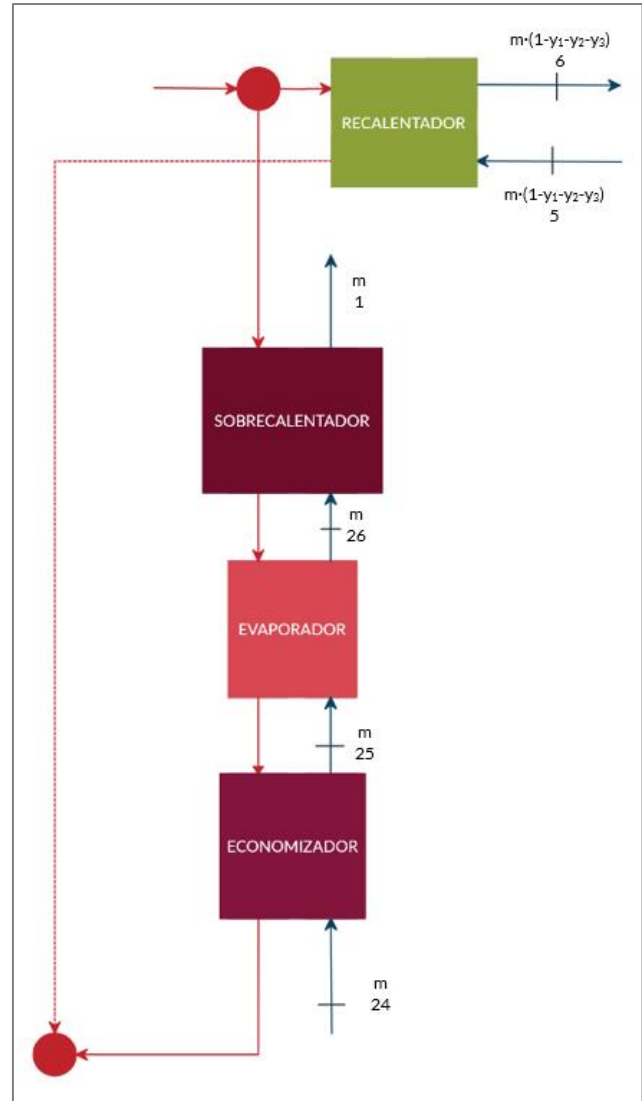 m·(1-y₁-y₂-y₃)
6
RECALENTADOR
m·(1-y₁-y₂-y₃)
5
m
1
SOBRECALENTADOR
m
26
EVAPORADOR
m
25
ECONOMIZADOR
m
24